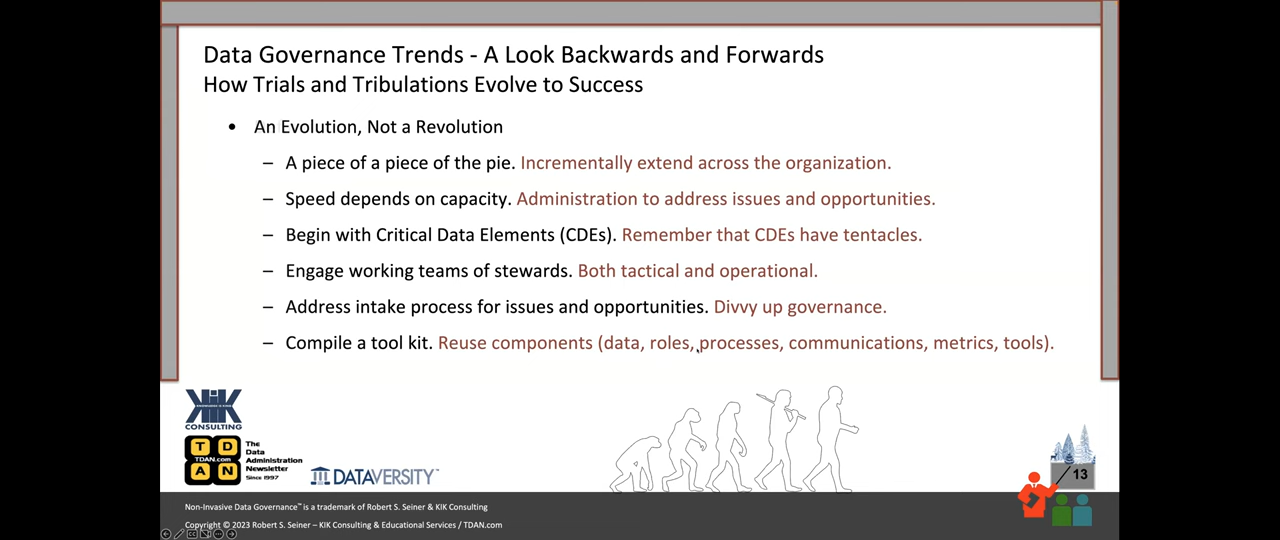 Data Governance Trends - A Look Backwards and Forwards
How Trials and Tribulations Evolve to Success
• An Evolution, Not a Revolution
– A piece of a piece of the pie. Incrementally extend across the organization.
– Speed depends on capacity. Administration to address issues and opportunities.
– Begin with Critical Data Elements (CDEs). Remember that CDEs have tentacles.
– Engage working teams of stewards. Both tactical and operational.
– Address intake process for issues and opportunities. Divvy up governance.
– Compile a tool kit. Reuse components (data, roles, processes, communications, metrics, tools).
KIK
CONSULTING
T D
TDAN.com
A N
The
Data
Administration
Newsletter
Since 1997
DATAVERSITY
13
Non-Invasive Data Governance™ is a trademark of Robert S. Seiner & KIK Consulting
Copyright © 2023 Robert S. Seiner – KIK Consulting & Educational Services / TDAN.com